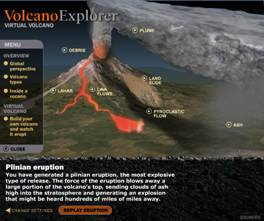 VolcanoExplorer
VIRTUAL VOLCANO
MENU
OVERVIEW
Global perspective
Volcano types
Inside a volcano
VIRTUAL VOLCANO
Build your own volcano and watch it erupt
CLOSE
PLUME
DEBRIS
LAND SLIDE
LAHAR
LAVA FLOWS
PYROCLASTIC FLOW
ASH
Plinian eruption
You have generated a plinian eruption, the most explosive
type of release. The force of the eruption blows away a
large portion of the volcano's top, sending clouds of ash
high into the stratosphere and generating an explosion
that might be heard hundreds of miles of miles away.
CHANGE SETTINGS
REPLAY ERUPTION
SOURCES